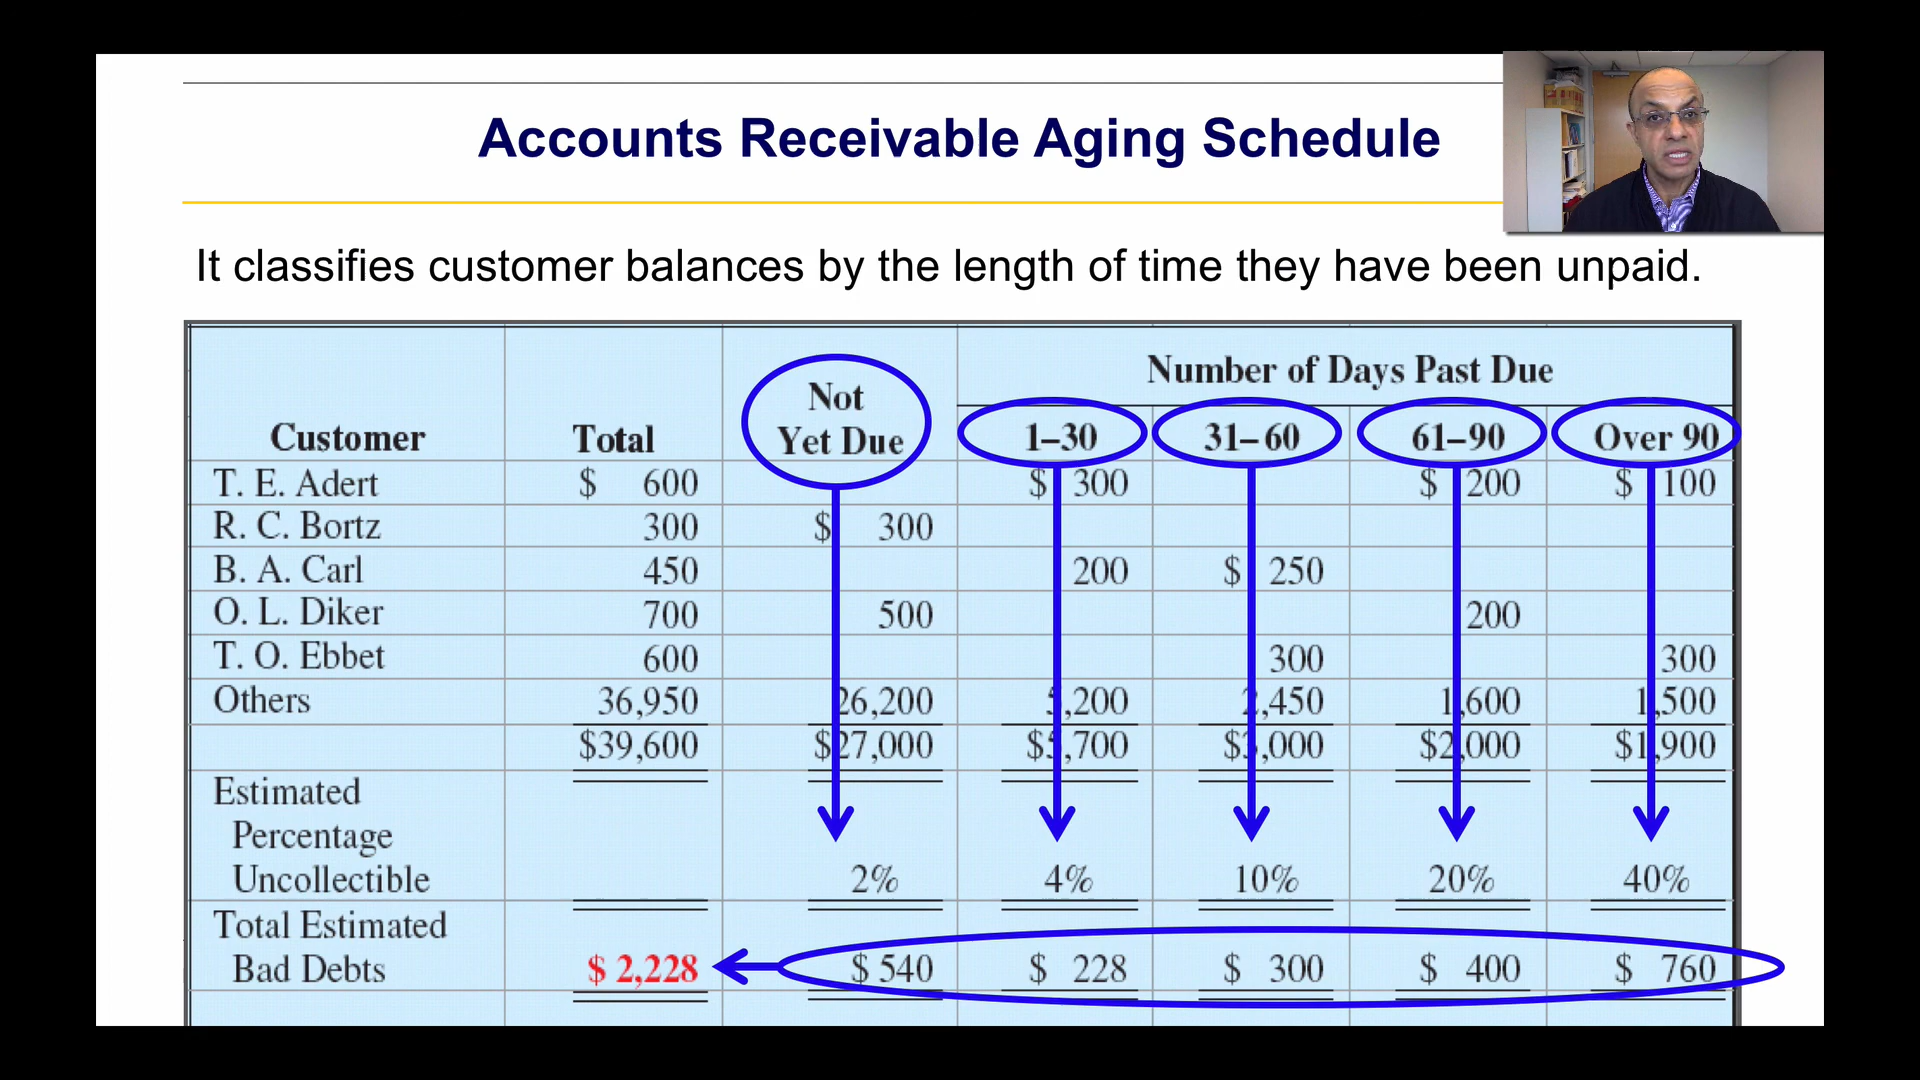 Accounts Receivable Aging Schedule
It classifies customer balances by the length of time they have been unpaid.
Number of Days Past Due
Customer Total Not Yet Due 1–30 31–60 61–90 Over 90
T. E. Adert $ 600 $ 300 $ 200 $ 100
R. C. Bortz 300 $ 300
B. A. Carl 450 200 $ 250
O. L. Diker 700 500 200
T. O. Ebbet 600 300 300
Others 36,950 26,200 5,200 2,450 1,600 1,500
$39,600 $27,000 $5,700 $3,000 $2,000 $1,900
Estimated
Percentage
Uncollectible 2% 4% 10% 20% 40%
Total Estimated
Bad Debts $ 2,228 $ 540 $ 228 $ 300 $ 400 $ 760